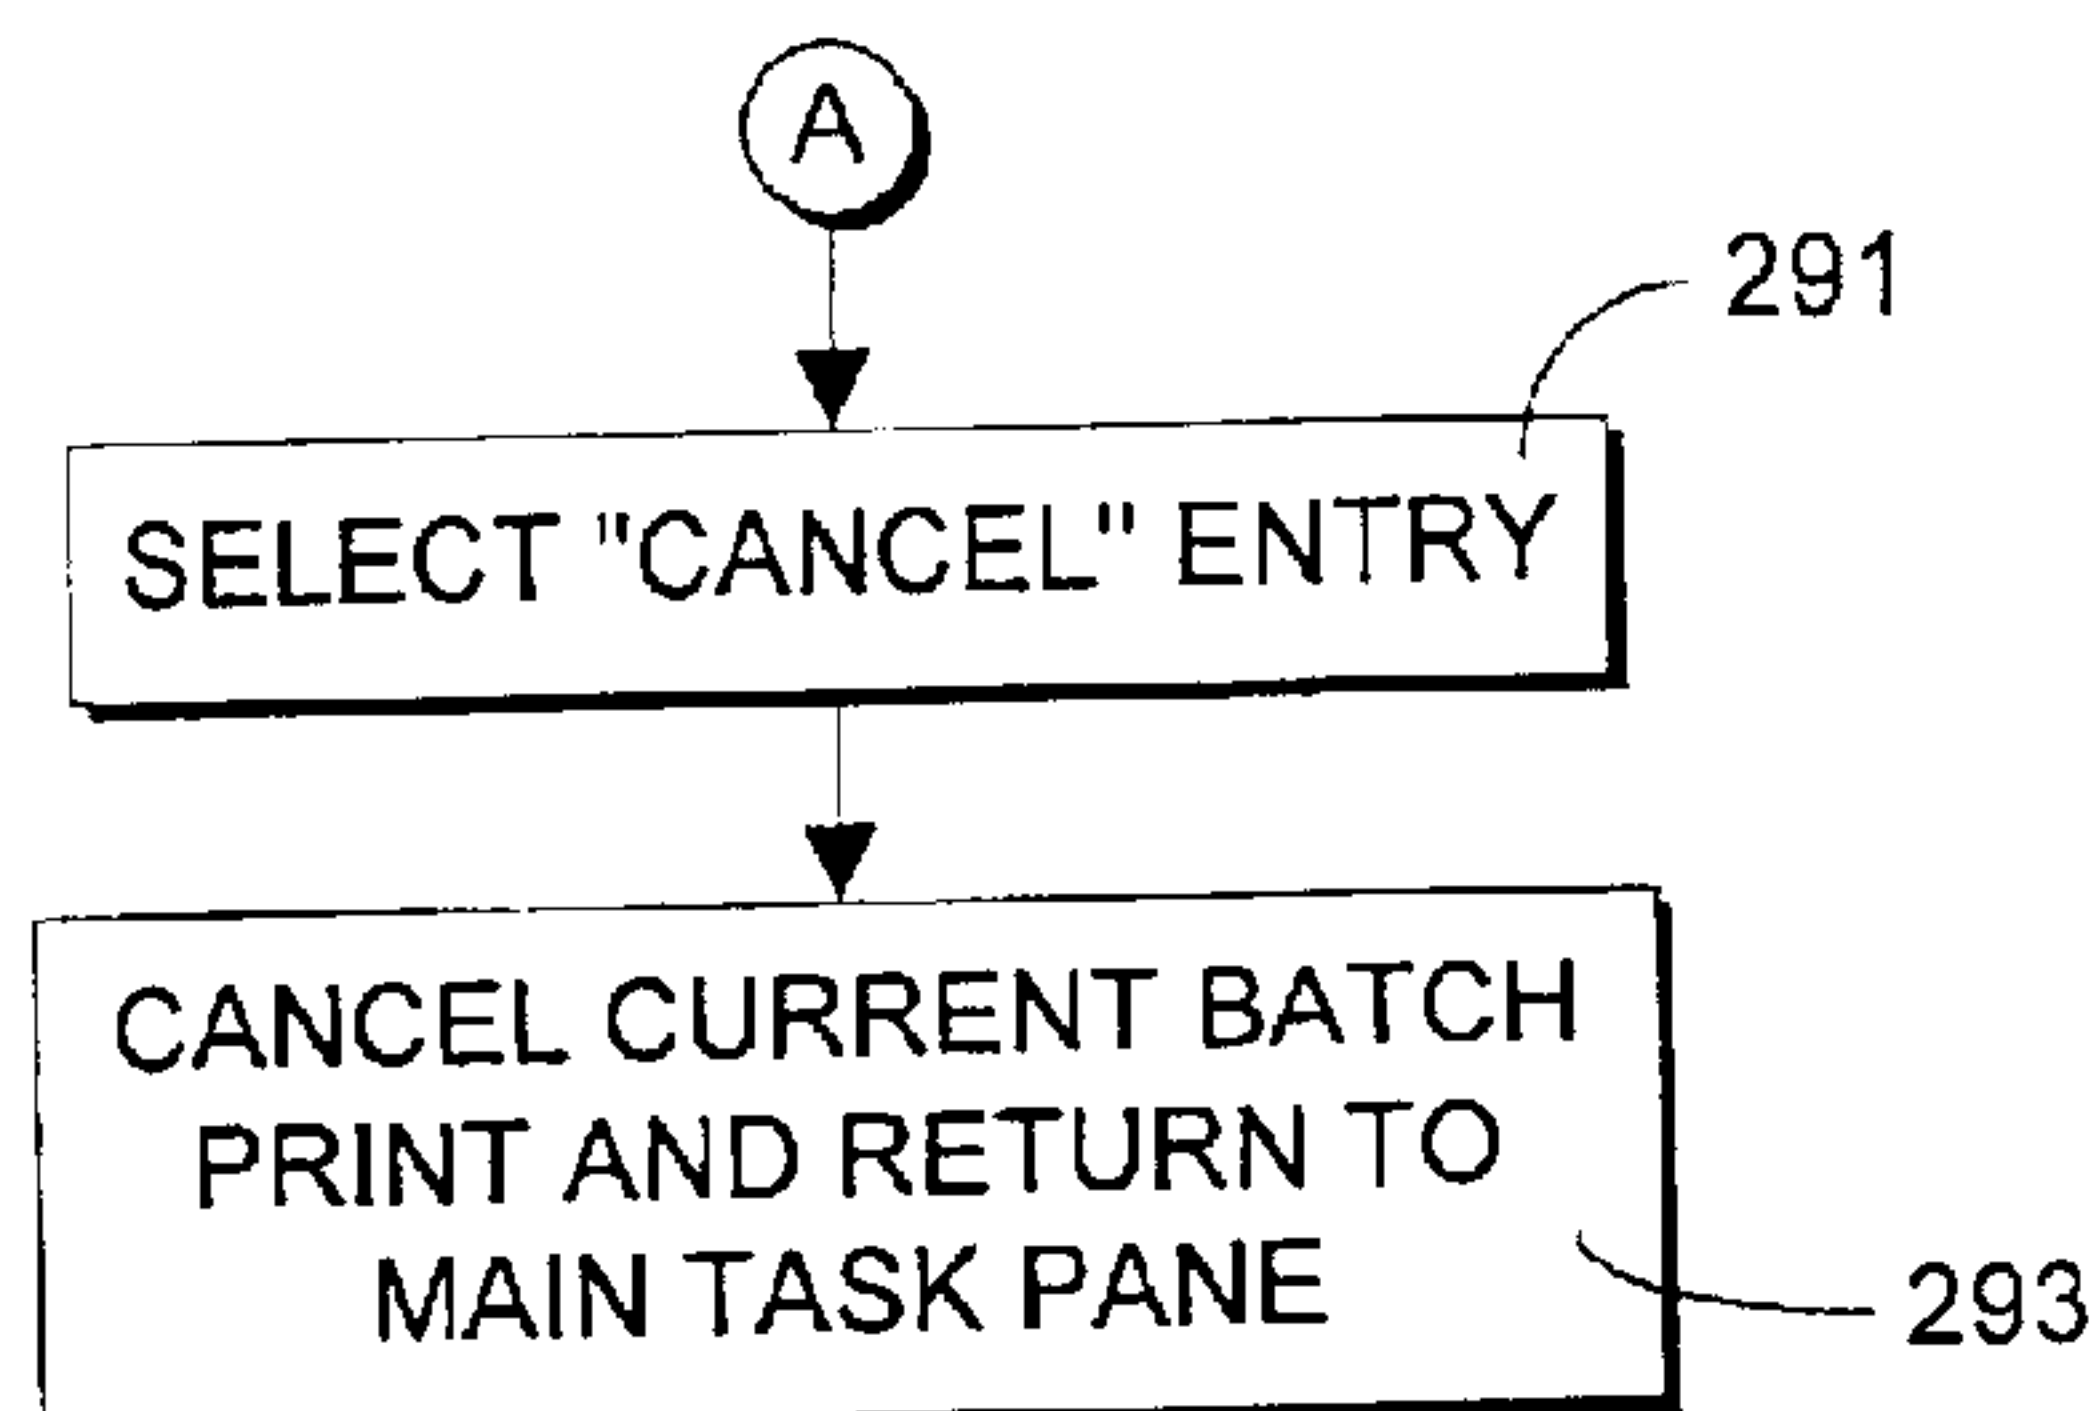 A
291
SELECT "CANCEL" ENTRY
CANCEL CURRENT BATCH
PRINT AND RETURN TO
MAIN TASK PANE
293